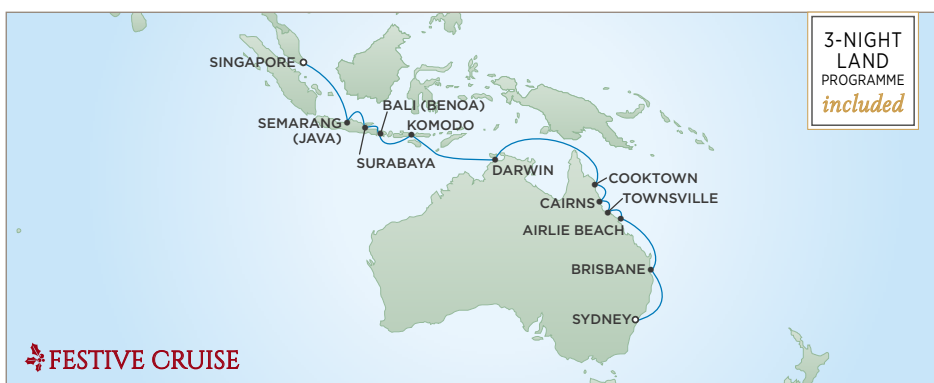 3-NIGHT
LAND
PROGRAMME
included
SINGAPORE
BALI (BENOA)
SEMARANG
(JAVA)
KOMODO
SURABAYA
DARWIN
COOKTOWN
CAIRNS
TOWNSVILLE
AIRLIE BEACH
BRISBANE
SYDNEY
FESTIVE CRUISE